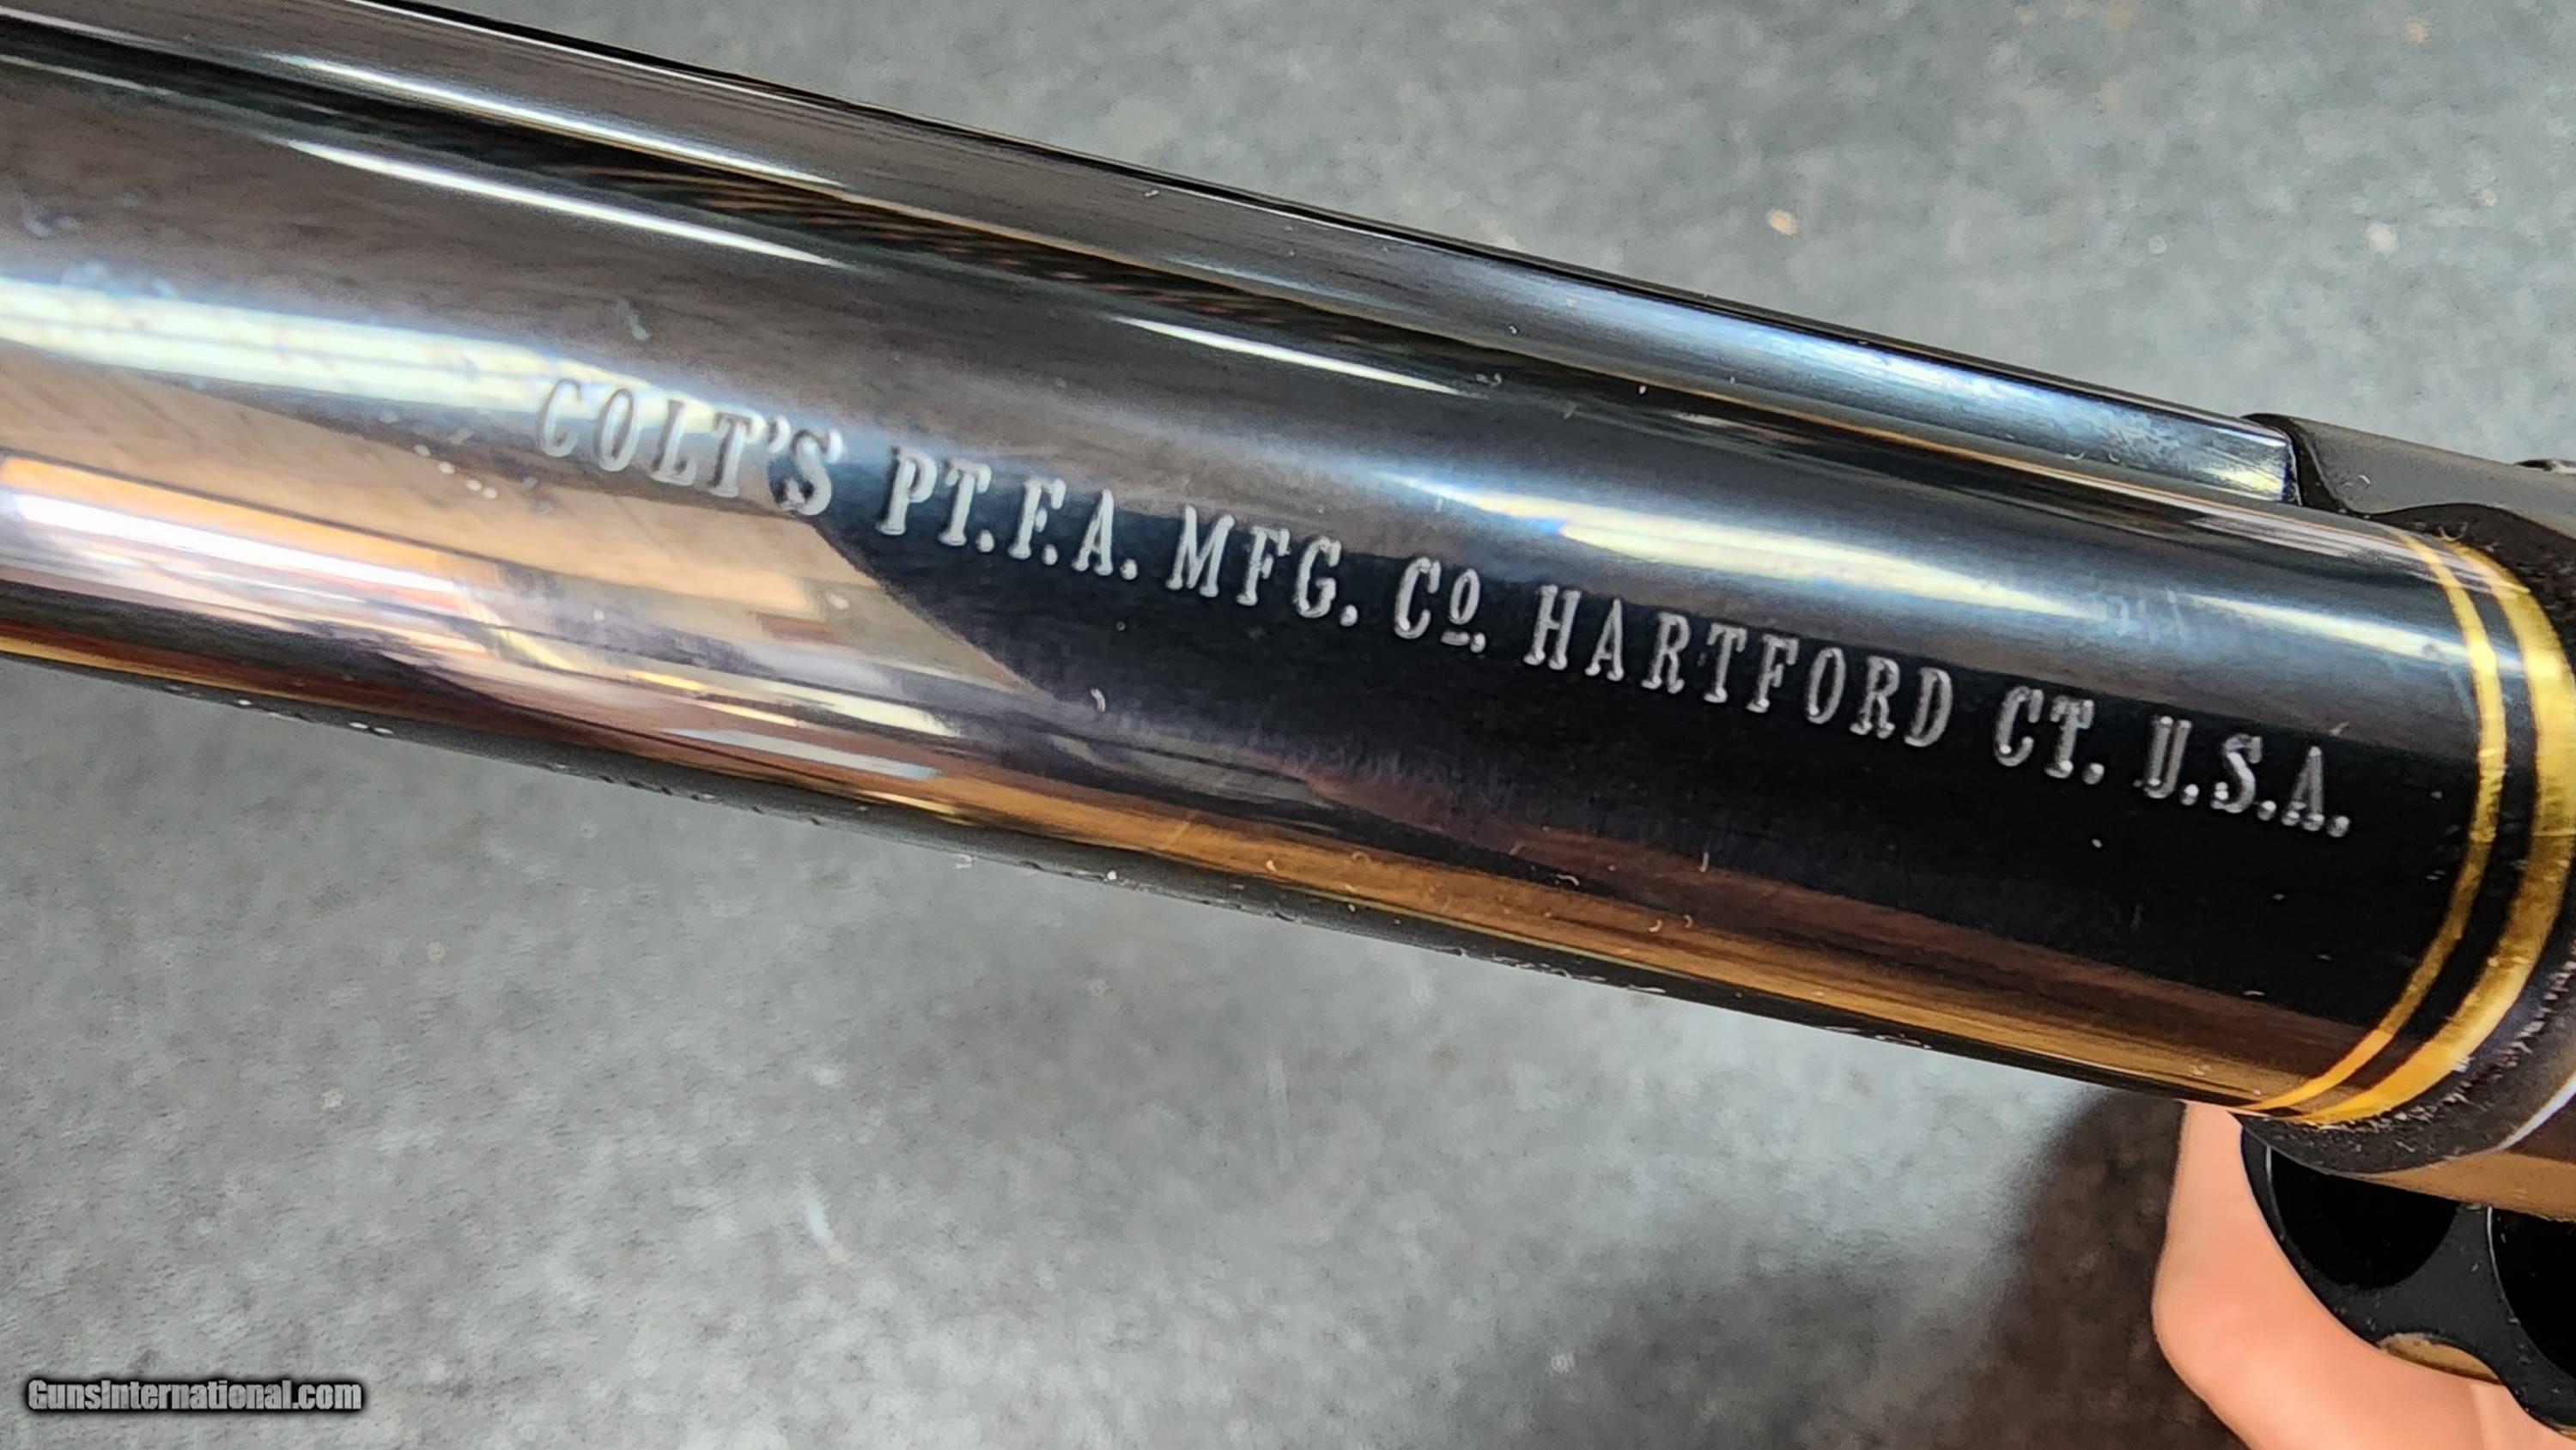 COLT'S PT.F.A. MFG. Cº. HARTFORD CT. U.S.A.
GunsInternational.com